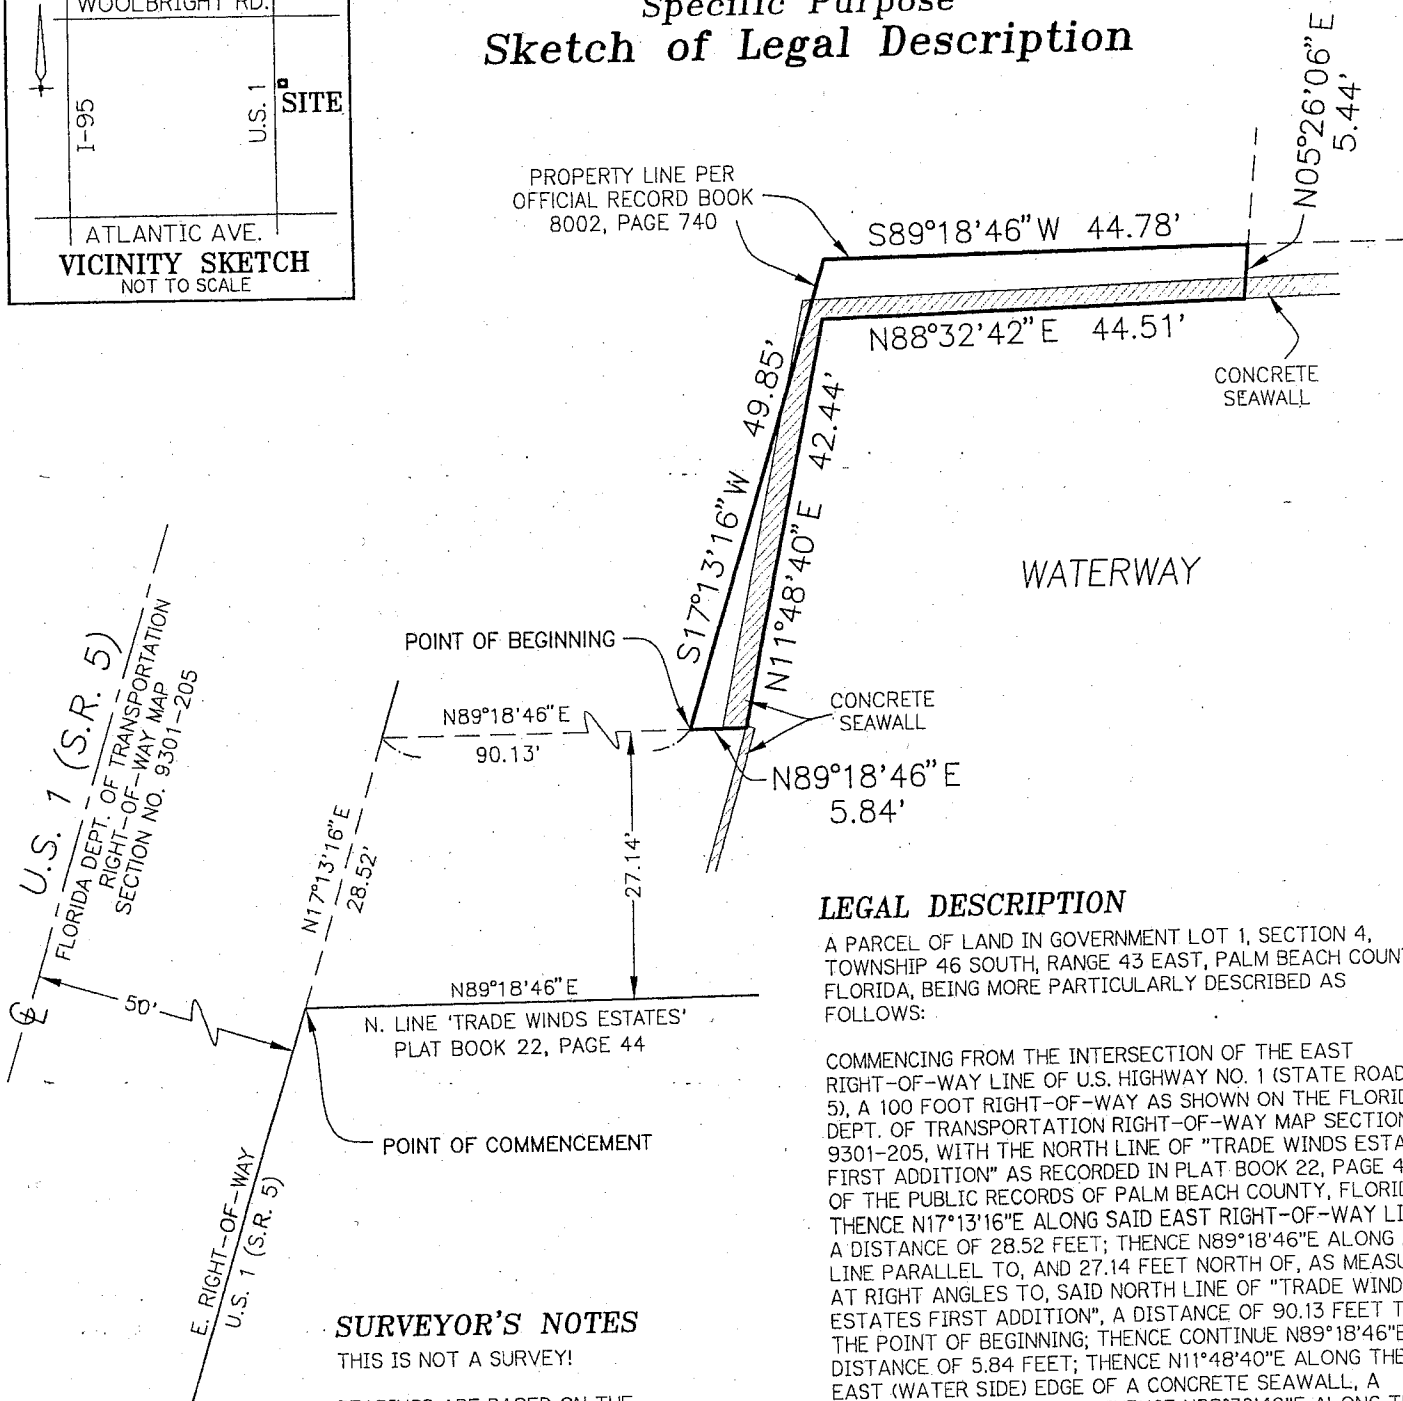 WOOLBRIGHT RD.
I-95
U.S. 1
SITE
ATLANTIC AVE.
VICINITY SKETCH
NOT TO SCALE
Specific Purpose
Sketch of Legal Description
N05°26'06"E
5.44'
PROPERTY LINE PER
OFFICIAL RECORD BOOK
8002, PAGE 740
S89°18'46"W 44.78'
N88°32'42"E 44.51'
CONCRETE
SEAWALL
S17°13'16"W 49.85'
N11°48'40"E 42.44'
WATERWAY
POINT OF BEGINNING
CONCRETE
SEAWALL
N89°18'46"E
90.13'
N89°18'46"E
5.84'
U.S. 1 (S.R. 5)
FLORIDA DEPT. OF TRANSPORTATION
RIGHT-OF-WAY MAP
SECTION NO. 9301-205
N17°13'16"E
28.52'
27.14'
50'
N89°18'46"E
N. LINE 'TRADE WINDS ESTATES'
PLAT BOOK 22, PAGE 44
POINT OF COMMENCEMENT
E. RIGHT-OF-WAY
U.S. 1 (S.R. 5)
LEGAL DESCRIPTION
A PARCEL OF LAND IN GOVERNMENT LOT 1, SECTION 4,
TOWNSHIP 46 SOUTH, RANGE 43 EAST, PALM BEACH COUN
FLORIDA, BEING MORE PARTICULARLY DESCRIBED AS
FOLLOWS:
COMMENCING FROM THE INTERSECTION OF THE EAST
RIGHT-OF-WAY LINE OF U.S. HIGHWAY NO. 1 (STATE ROAD
5), A 100 FOOT RIGHT-OF-WAY AS SHOWN ON THE FLORID
DEPT. OF TRANSPORTATION RIGHT-OF-WAY MAP SECTION
9301-205, WITH THE NORTH LINE OF "TRADE WINDS ESTA
FIRST ADDITION" AS RECORDED IN PLAT BOOK 22, PAGE 4
OF THE PUBLIC RECORDS OF PALM BEACH COUNTY, FLORID
THENCE N17°13'16"E ALONG SAID EAST RIGHT-OF-WAY LI
A DISTANCE OF 28.52 FEET; THENCE N89°18'46"E ALONG
LINE PARALLEL TO, AND 27.14 FEET NORTH OF, AS MEASU
AT RIGHT ANGLES TO, SAID NORTH LINE OF "TRADE WIND
ESTATES FIRST ADDITION", A DISTANCE OF 90.13 FEET T
THE POINT OF BEGINNING; THENCE CONTINUE N89°18'46"E
DISTANCE OF 5.84 FEET; THENCE N11°48'40"E ALONG THE
EAST (WATER SIDE) EDGE OF A CONCRETE SEAWALL, A
SURVEYOR'S NOTES
THIS IS NOT A SURVEY!